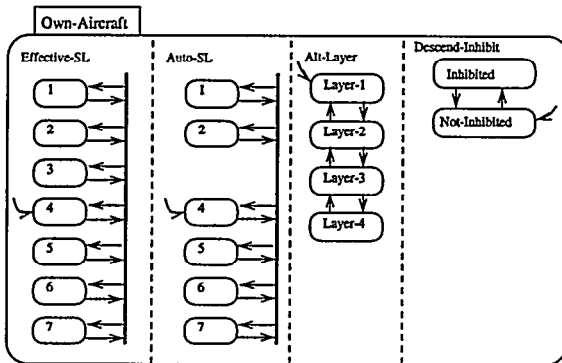 Own-Aircraft
Effective-SL
1
2
3
4
5
6
7
Auto-SL
1
2
4
5
6
7
Alt-Layer
Layer-1
Layer-2
Layer-3
Layer-4
Descend-Inhibit
Inhibited
Not-Inhibited